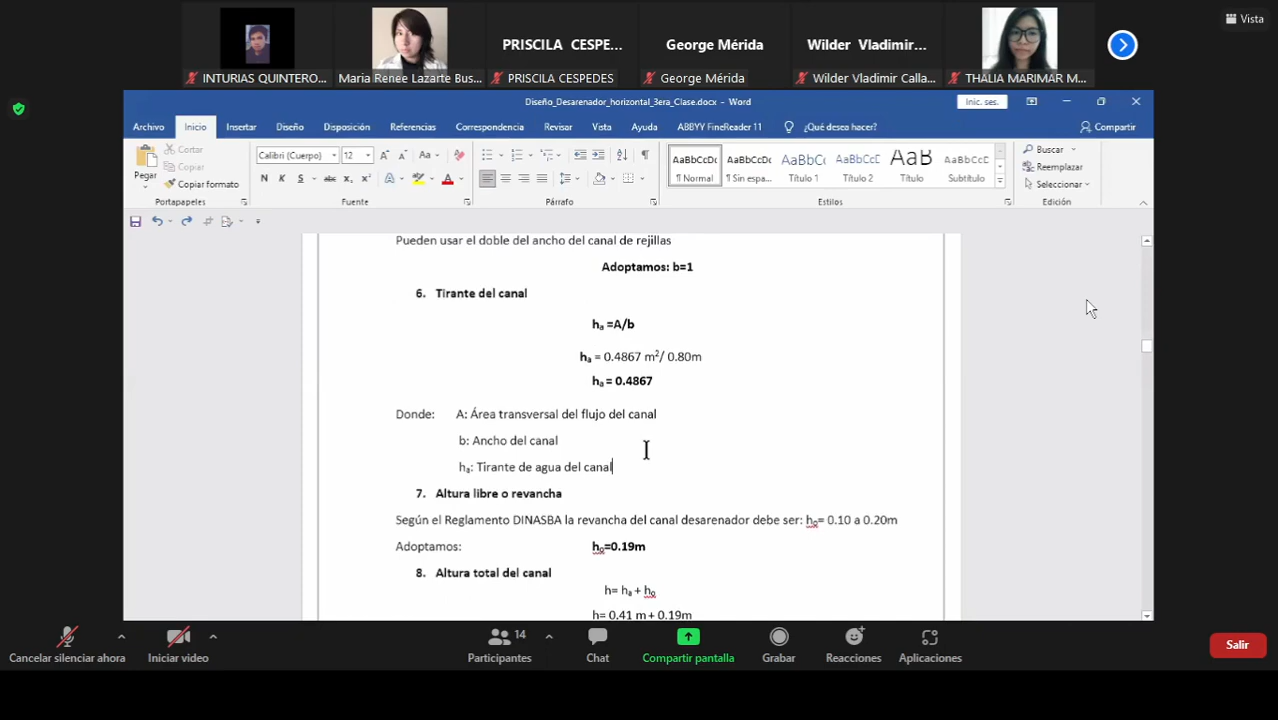 Vista
PRISCILA CESPE...
George Mérida
Wilder Vladimir...
INTURIAS QUINTERO...
Maria Renee Lazarte Bus...
PRISCILA CESPEDES
George Mérida
Wilder Vladimir Calla...
THALIA MARIMAR M...
Diseño_Desarenador_horizontal_3era_Clase.docx - Word
Inic. ses.
Archivo
Inicio
Insertar
Diseño
Disposición
Referencias
Correspondencia
Revisar
Vista
Ayuda
ABBYY FineReader 11
¿Qué desea hacer?
Compartir
Pegar
Cortar
Copiar
Copiar formato
Portapapeles
Calibri (Cuerpo)
12
Fuente
Párrafo
AaBbCcDc
¶ Normal
AaBbCcDc
¶ Sin espa...
AaBbCc
Título 1
AaBbCcC
Título 2
AaB
Título
AaBbCcD
Subtítulo
Estilos
Buscar
Reemplazar
Seleccionar
Edición
Pueden usar el doble del ancho del canal de rejillas
Adoptamos: b=1
6. Tirante del canal
hₐ =A/b
hₐ = 0.4867 m²/ 0.80m
hₐ = 0.4867
Donde: A: Área transversal del flujo del canal
b: Ancho del canal
hₐ: Tirante de agua del canal
7. Altura libre o revancha
Según el Reglamento DINASBA la revancha del canal desarenador debe ser: hₒ= 0.10 a 0.20m
Adoptamos: hₒ=0.19m
8. Altura total del canal
h= hₐ + hₒ
h= 0.41 m + 0.19m
Cancelar silenciar ahora
Iniciar video
14
Participantes
Chat
Compartir pantalla
Grabar
Reacciones
Aplicaciones
Salir